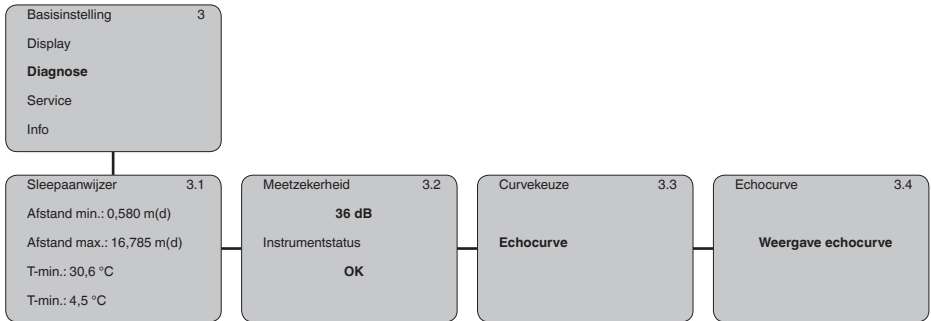 Basisinstelling 3
Display
Diagnose
Service
Info
Sleepaanwijzer 3.1
Afstand min.: 0,580 m(d)
Afstand max.: 16,785 m(d)
T-min.: 30,6 °C
T-min.: 4,5 °C
Meetzekerheid 3.2
36 dB
Instrumentstatus
OK
Curvekeuze 3.3
Echocurve
Echocurve 3.4
Weergave echocurve